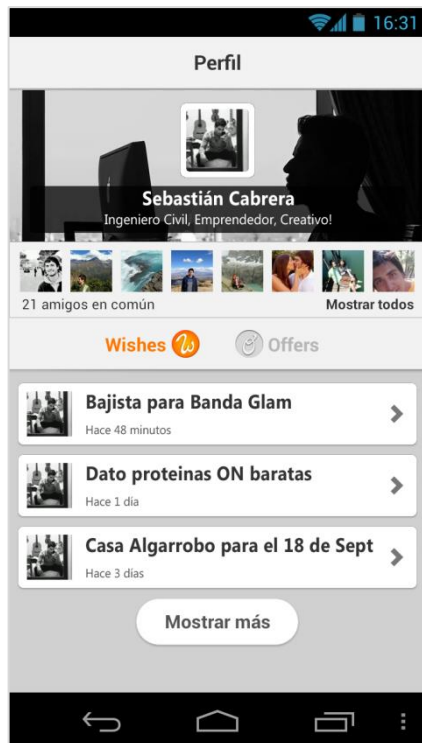 16:31
Perfil
Sebastián Cabrera
Ingeniero Civil, Emprendedor, Creativo!
21 amigos en común
Mostrar todos
Wishes
Offers
Bajista para Banda Glam
Hace 48 minutos
Dato proteinas ON baratas
Hace 1 día
Casa Algarrobo para el 18 de Sept
Hace 3 días
Mostrar más